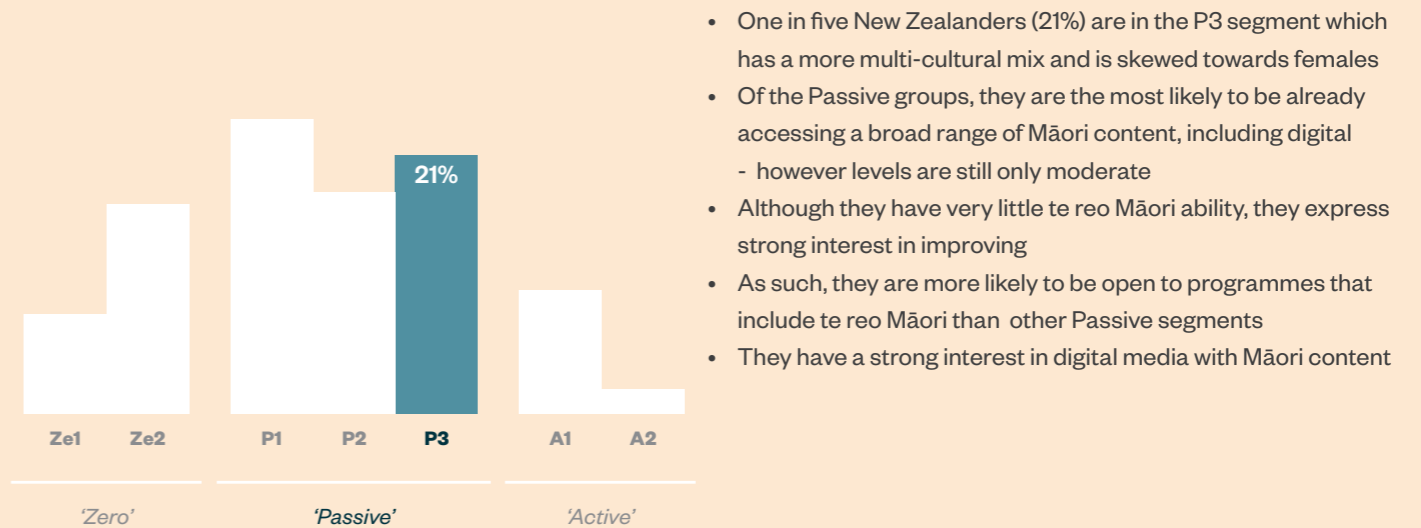 21%
Ze1 Ze2 P1 P2 P3 A1 A2
‘Zero’ ‘Passive’ ‘Active’
• One in five New Zealanders (21%) are in the P3 segment which
has a more multi-cultural mix and is skewed towards females
• Of the Passive groups, they are the most likely to be already
accessing a broad range of Māori content, including digital
- however levels are still only moderate
• Although they have very little te reo Māori ability, they express
strong interest in improving
• As such, they are more likely to be open to programmes that
include te reo Māori than other Passive segments
• They have a strong interest in digital media with Māori content